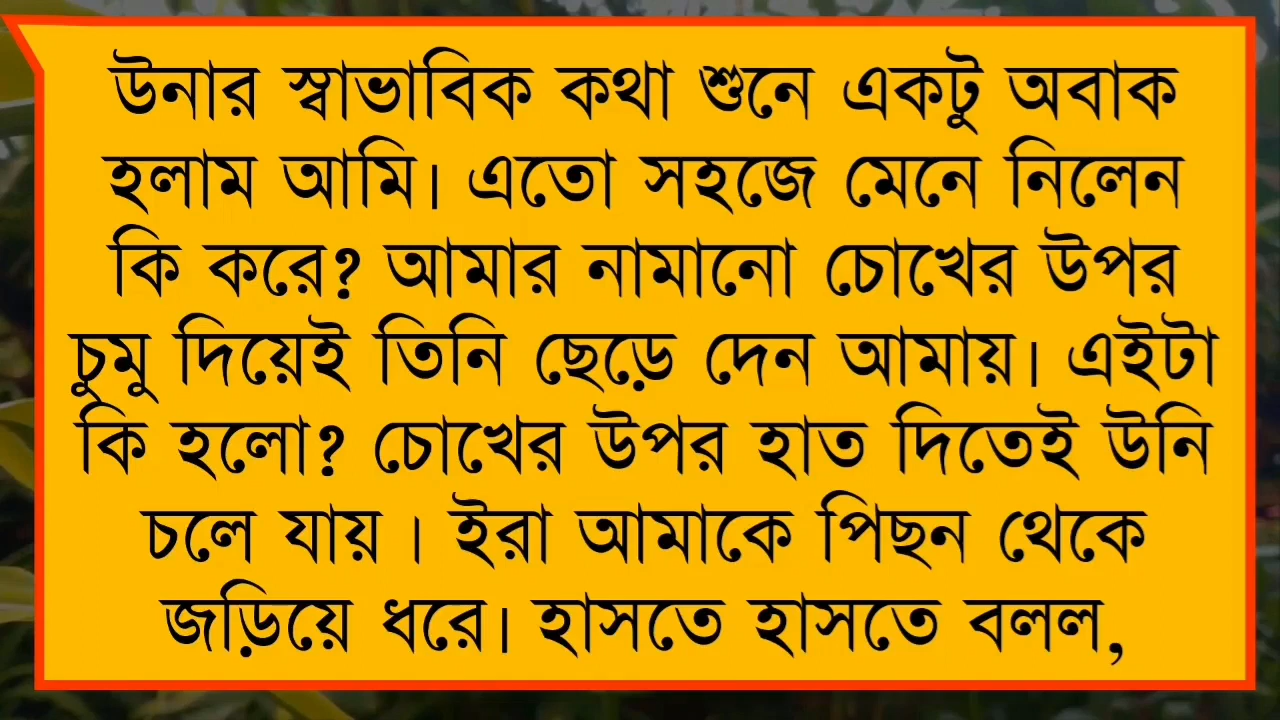 উনার স্বাভাবিক কথা শুনে একটু অবাক
হলাম আমি। এতো সহজে মেনে নিলেন
কি করে? আমার নামানো চোখের উপর
চুমু দিয়েই তিনি ছেড়ে দেন আমায়। এইটা
কি হলো? চোখের উপর হাত দিতেই উনি
চলে যায় । ইরা আমাকে পিছন থেকে
জড়িয়ে ধরে। হাসতে হাসতে বলল,